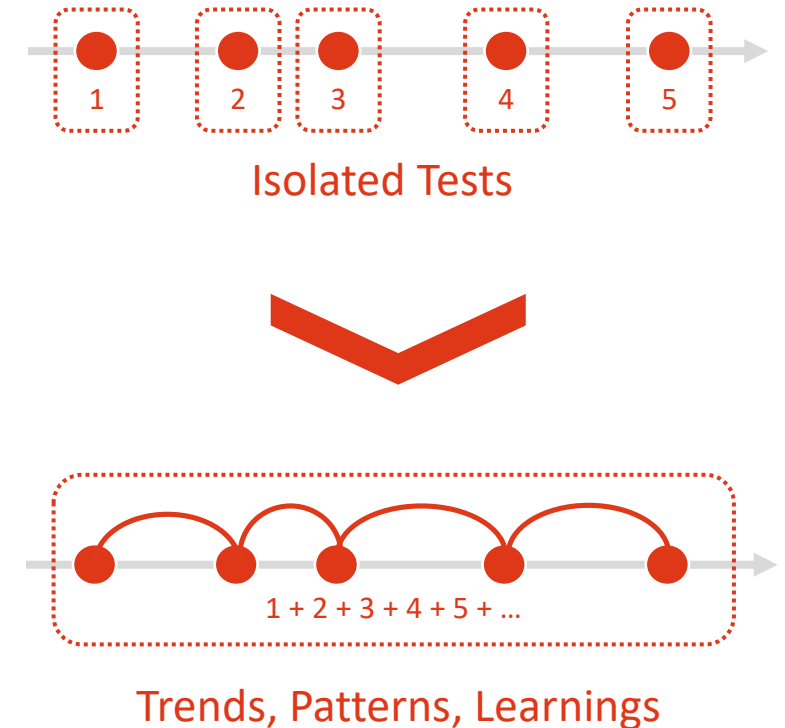 1 2 3 4 5
Isolated Tests
1 + 2 + 3 + 4 + 5 + ...
Trends, Patterns, Learnings